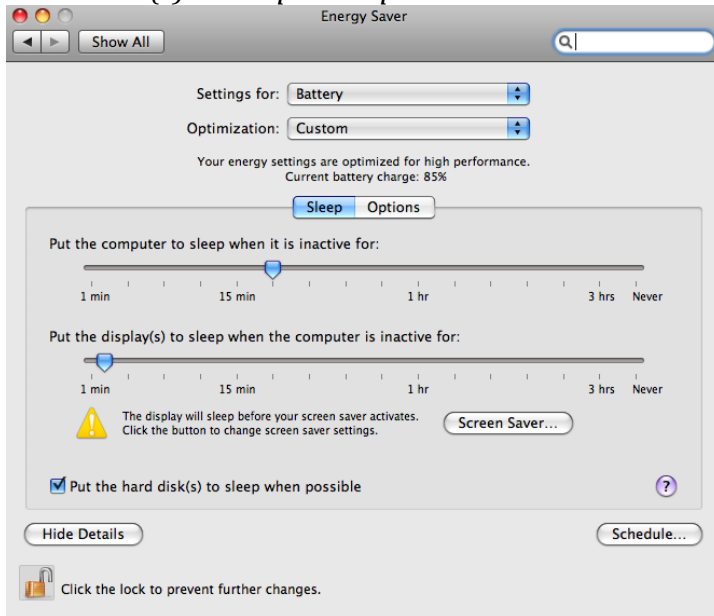 Energy Saver
Show All
Settings for: Battery
Optimization: Custom
Your energy settings are optimized for high performance.
Current battery charge: 85%
Sleep Options
Put the computer to sleep when it is inactive for:
1 min 15 min 1 hr 3 hrs Never
Put the display(s) to sleep when the computer is inactive for:
1 min 15 min 1 hr 3 hrs Never
The display will sleep before your screen saver activates.
Click the button to change screen saver settings.
Screen Saver...
Put the hard disk(s) to sleep when possible
?
Hide Details Schedule...
Click the lock to prevent further changes.